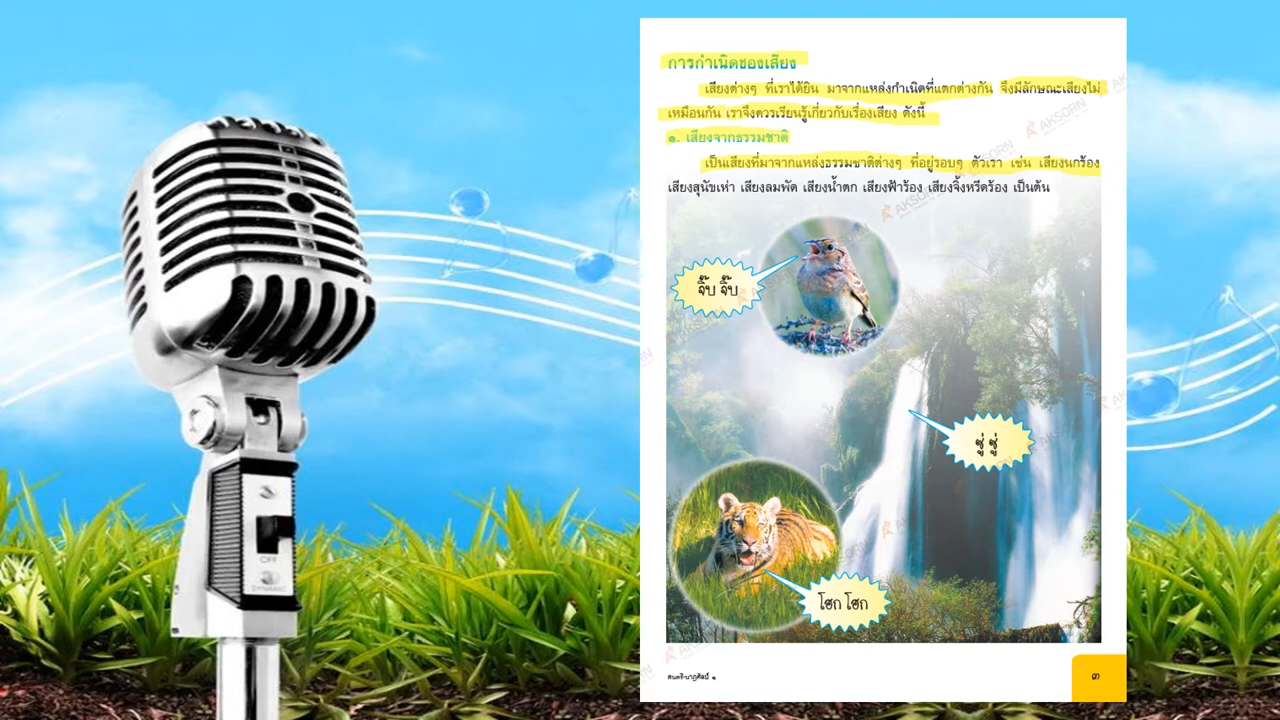 การกำเนิดของเสียง
เสียงต่างๆ ที่เราได้ยิน มาจากแหล่งกำเนิดที่แตกต่างกัน จึงมีลักษณะเสียงไม่
เหมือนกัน เราจึงควรเรียนรู้เกี่ยวกับเรื่องเสียง ดังนี้
๑. เสียงจากธรรมชาติ
เป็นเสียงที่มาจากแหล่งธรรมชาติต่างๆ ที่อยู่รอบๆ ตัวเรา เช่น เสียงนกร้อง
เสียงสุนัขเห่า เสียงลมพัด เสียงน้ำตก เสียงฟ้าร้อง เสียงจิ้งหรีดร้อง เป็นต้น
จิ๊บ จิ๊บ
ซู่ ซู่
โฮก โฮก
ดนตรี-นาฏศิลป์ ๑
๓
OFF
DYNAMIC
AKSORN
AKSORN
AKSORN